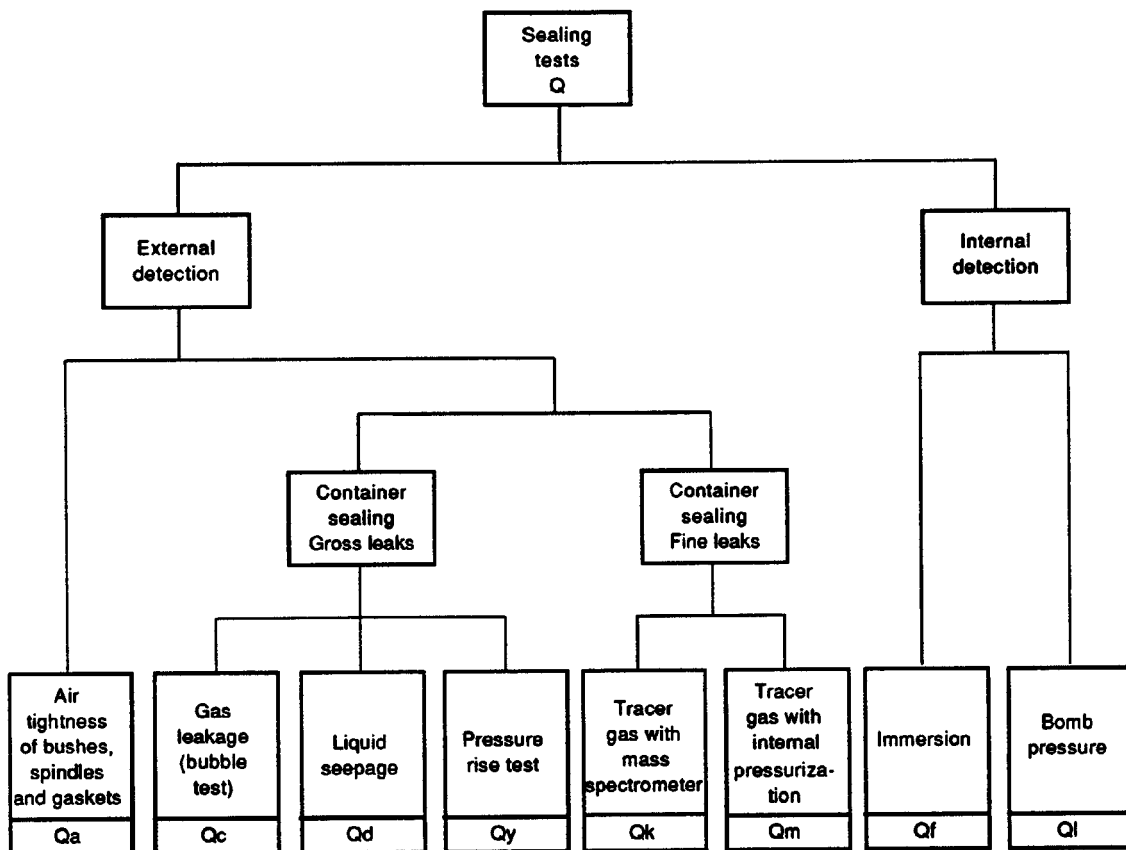 Sealing
tests
Q
External
detection
Internal
detection
Container
sealing
Gross leaks
Container
sealing
Fine leaks
Air
tightness
of bushes,
spindles
and gaskets
Qa
Gas
leakage
(bubble
test)
Qc
Liquid
seepage
Qd
Pressure
rise test
Qy
Tracer
gas with
mass
spectrometer
Qk
Tracer
gas with
internal
pressuriza-
tion
Qm
Immersion
Qf
Bomb
pressure
Ql